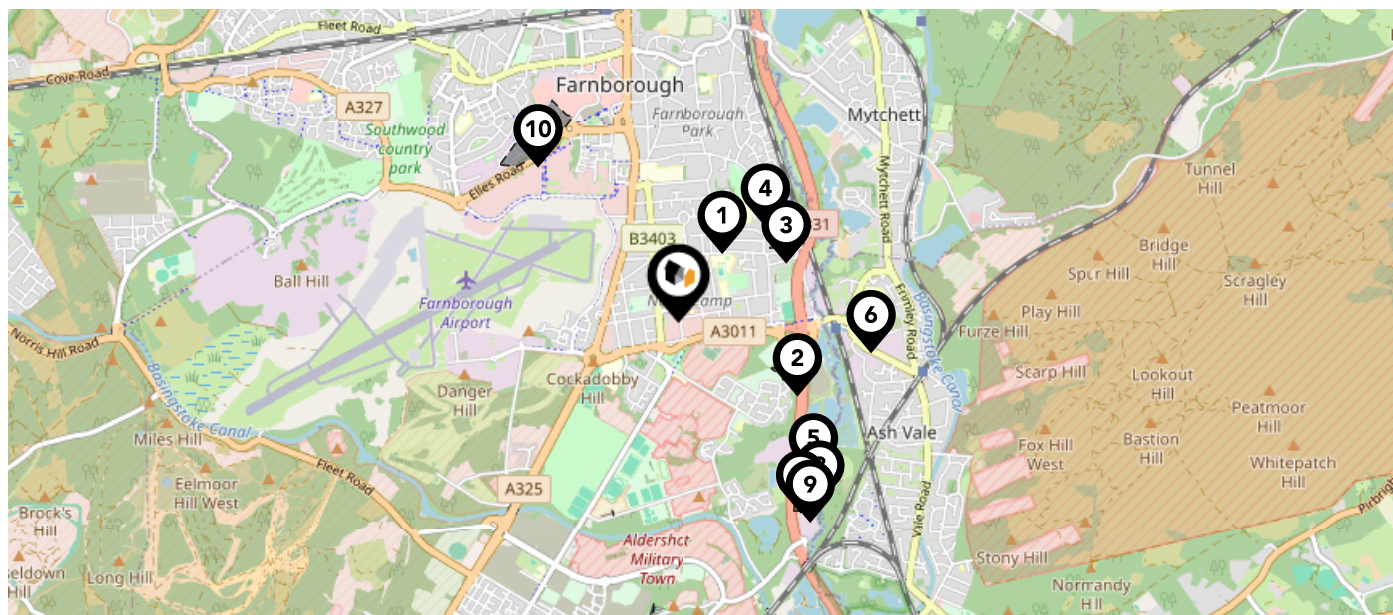 Fleet Road
Cove Road
Farnborough
A327
10
Mytchett
Farnborough
Park
Southwood
country
park
Elles Road
Tunnel
Hill
4
1
3
31
Mytchett Road
B3403
Bridge
Hill
Ball Hill
Spur Hill
Scragley
Hill
Farnborough
Airport
Frimley Road
Basingstoke Canal
Play Hill
6
A3011
Furze Hill
Norris Hill Road
2
Basingstoke Canal
Danger
Hill
Cockadobby
Hill
Scarp Hill
Lookout
Hill
Peatmoor
Hill
Miles Hill
5
Ash Vale
Fox Hill
West
Bastion
Hill
Whitepatch
Hill
Fleet Road
9
Eelmoor
Hill West
A325
Vale Road
Brock's
Hill
Aldershot
Military
Town
Stony Hill
Long Hill
Hill
Normandy
Hill